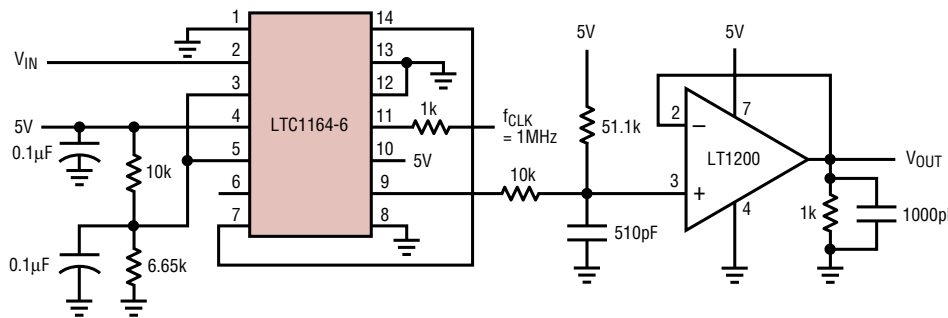 1
14
5V
5V
V_IN
2
13
3
12
1k
f_CLK
= 1MHz
51.1k
2
7
5V
4
LTC1164-6
11
LT1200
V_OUT
0.1μF
10k
5
10
5V
10k
3
6
9
4
1k
1000p
7
8
510pF
0.1μF
6.65k
−
+